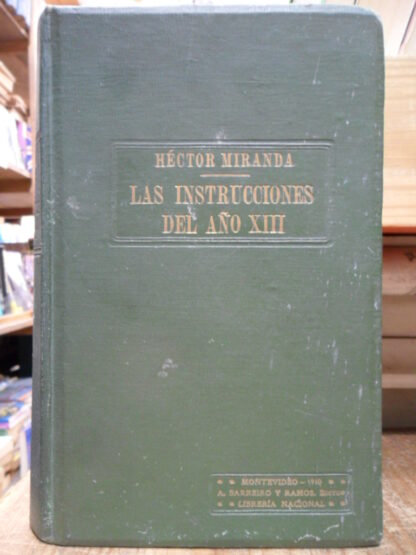 HÉCTOR MIRANDA
LAS INSTRUCCIONES
DEL AÑO XIII
MONTEVIDEO – 1910
A. BARREIRO Y RAMOS, EDITOR
LIBRERÍA NACIONAL